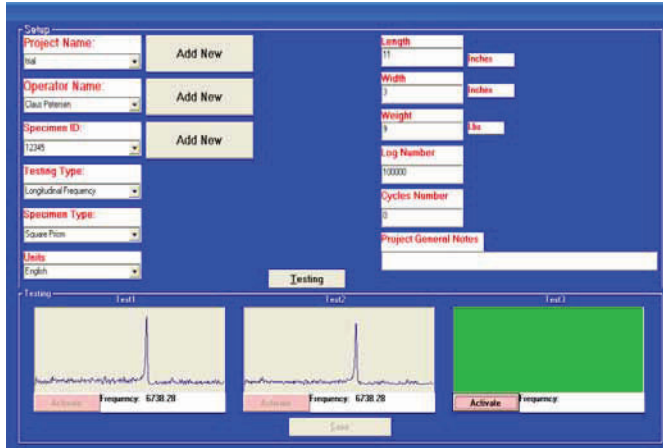 Setup
Project Name:
trial
Add New
Operator Name:
Claus Petersen
Add New
Specimen ID:
12345
Add New
Testing Type:
Longitudinal Frequency
Specimen Type:
Square Prism
Units
English
Length
11
Inches
Width
3
Inches
Weight
9
Lbs
Log Number
100000
Cycles Number
0
Project General Notes
Testing
Testing
Test1
Test2
Test3
Activate
Frequency: 6738.28
Activate
Frequency: 6738.28
Activate
Frequency:
Save